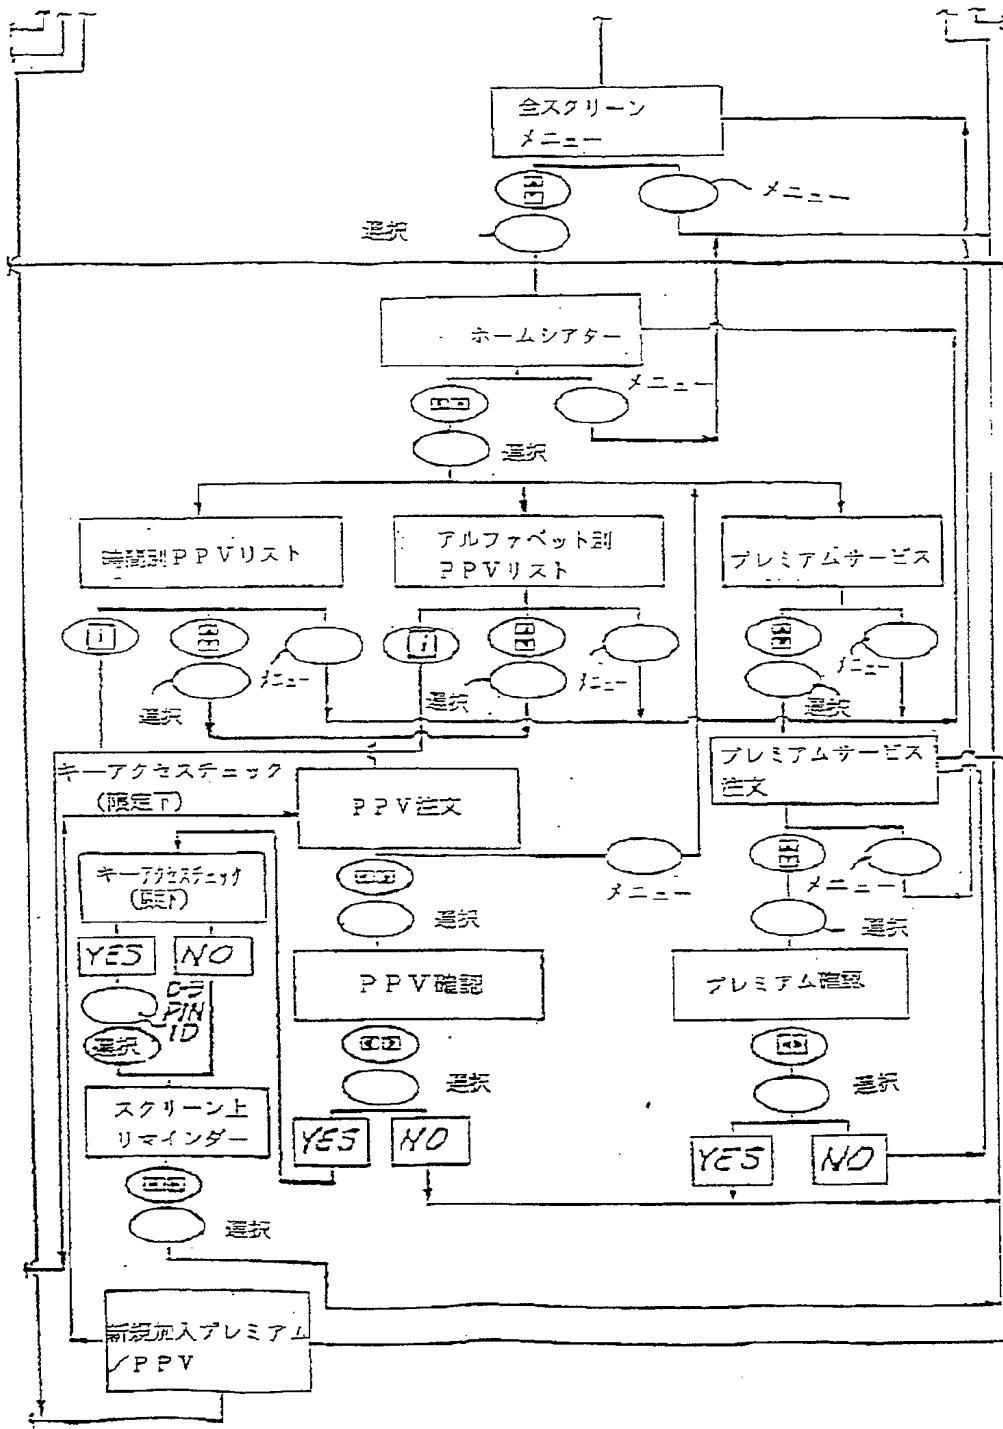 全スクリーン
メニュー
メニュー
選択
ホームシアター
メニュー
選択
時間別PPVリスト
アルファベット別
PPVリスト
プレミアムサービス
i
i
メニュー
メニュー
メニュー
選択
選択
選択
キーアクセスチェック
(限定下)
PPV注文
プレミアムサービス
注文
キーアクセスチェック
(限定下)
メニュー
メニュー
選択
選択
YES
NO
PPV確認
プレミアム確認
PIN
ID
選択
選択
選択
スクリーン上
リマインダー
YES
NO
YES
NO
選択
新規加入プレミアム
/PPV